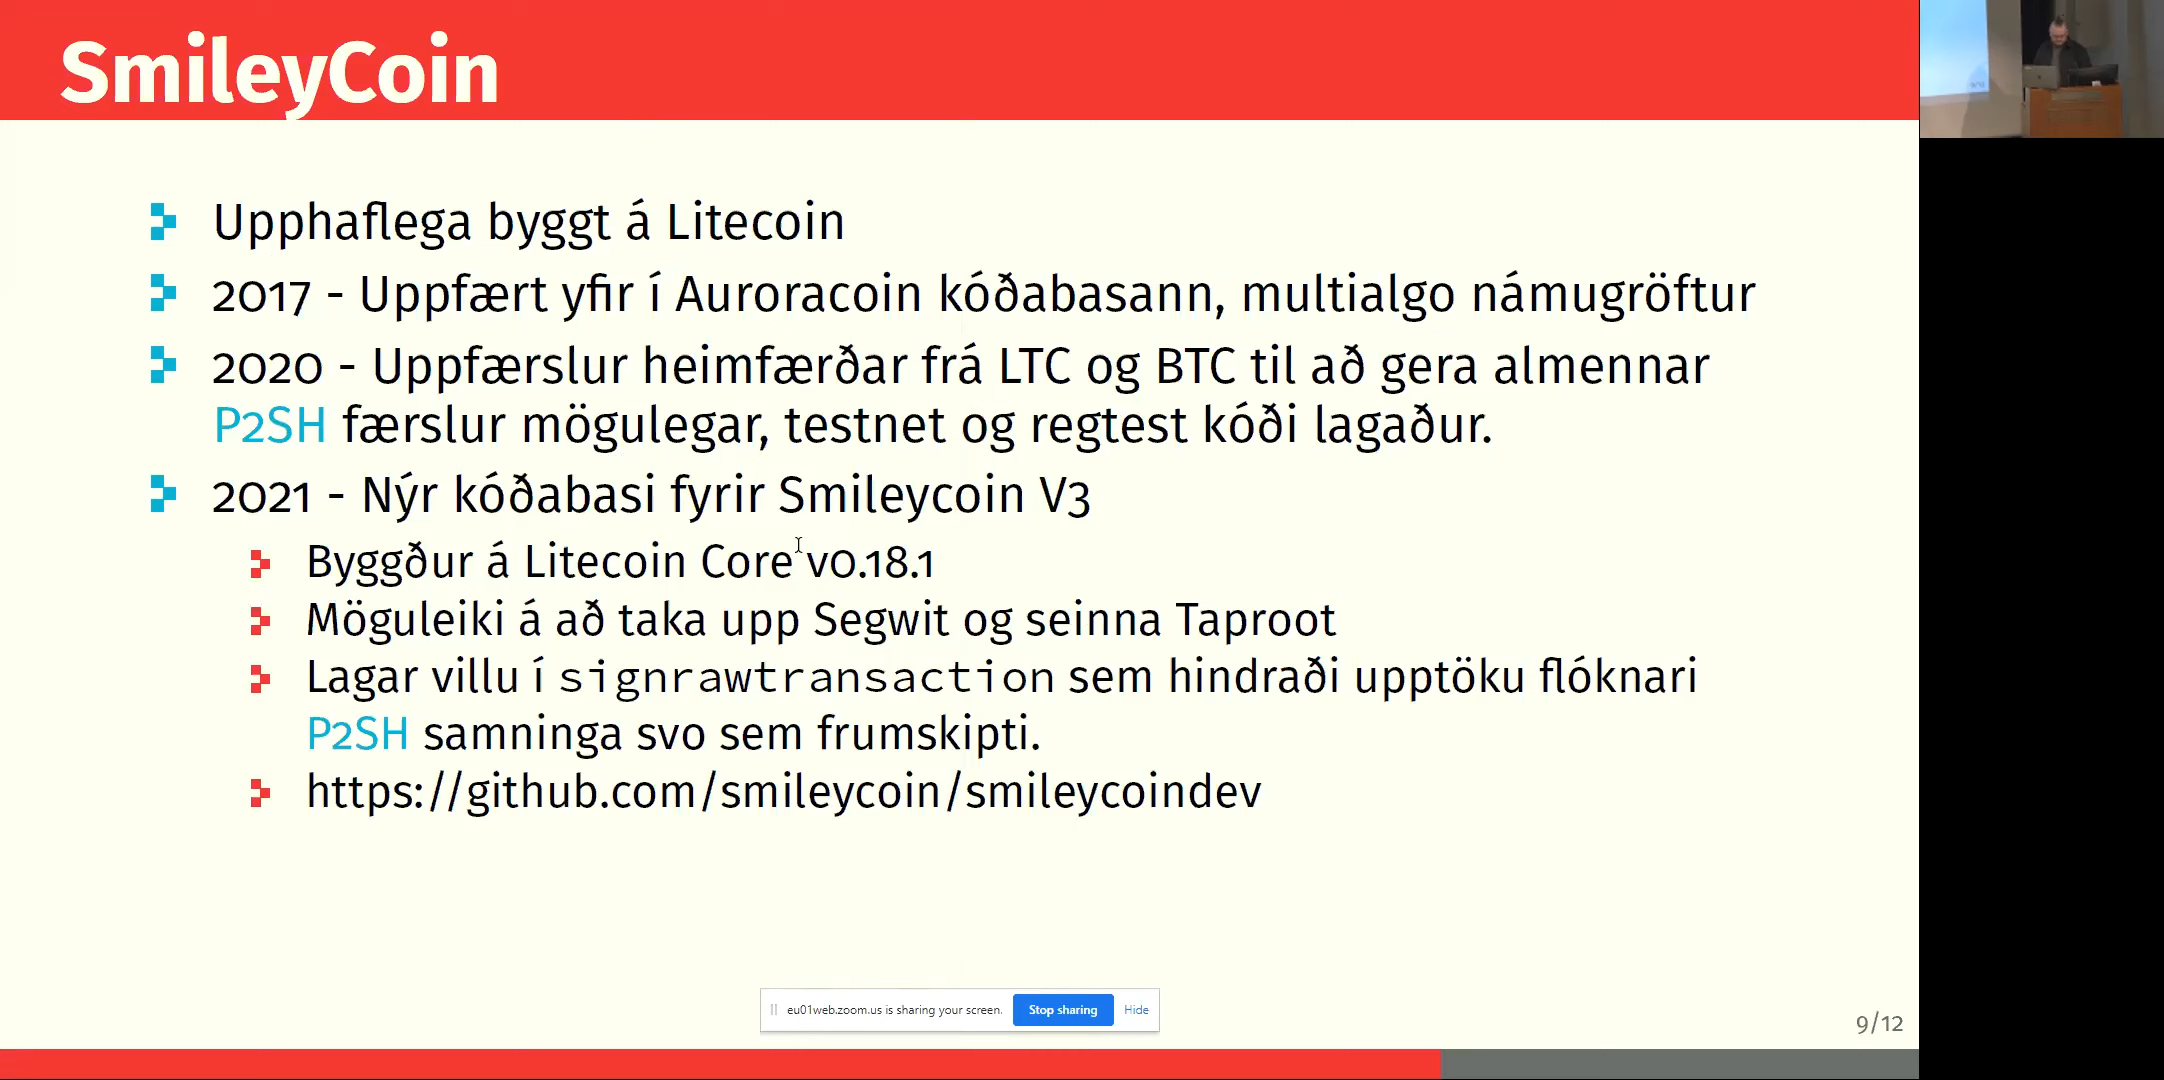 SmileyCoin
Upphaflega byggt á Litecoin
2017 - Uppfært yfir í Auroracoin kóðabasann, multialgo námugröftur
2020 - Uppfærslur heimfærðar frá LTC og BTC til að gera almennar
P2SH færslur mögulegar, testnet og regtest kóði lagaður.
2021 - Nýr kóðabasi fyrir Smileycoin V3
Byggður á Litecoin Core v0.18.1
Möguleiki á að taka upp Segwit og seinna Taproot
Lagar villu í signrawtransaction sem hindraði upptöku flóknari
P2SH samninga svo sem frumskipti.
https://github.com/smileycoin/smileycoindev
eu01web.zoom.us is sharing your screen. Stop sharing Hide
9/12